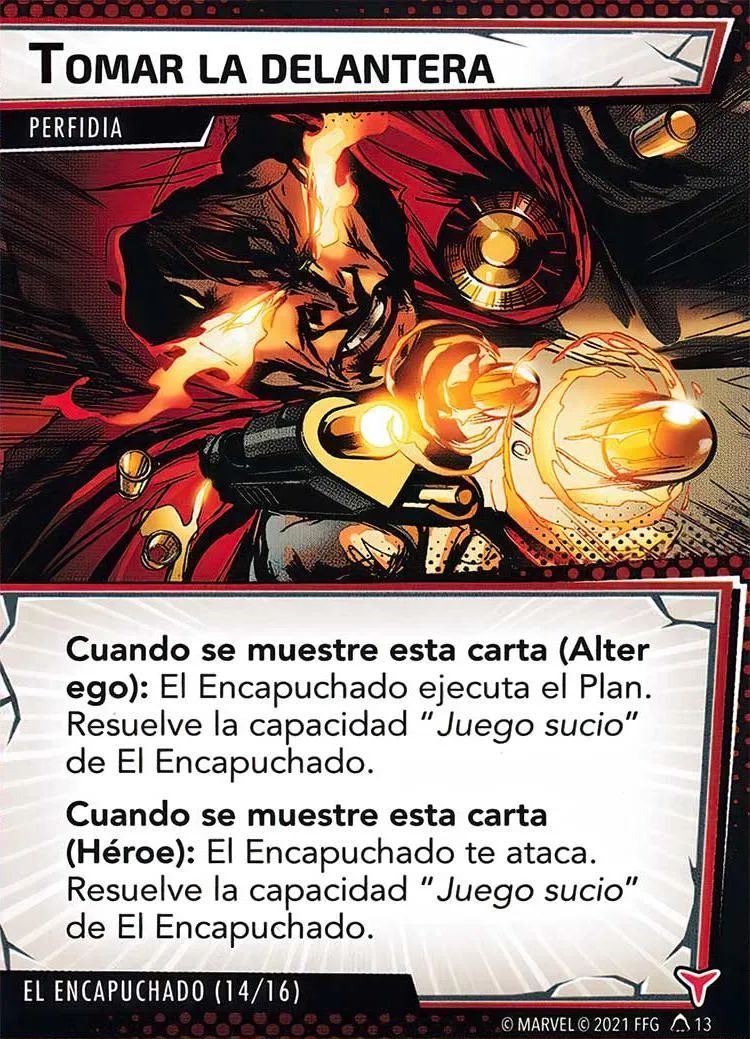 TOMAR LA DELANTERA
PERFIDIA
Cuando se muestre esta carta (Alter
ego): El Encapuchado ejecuta el Plan.
Resuelve la capacidad "Juego sucio"
de El Encapuchado.
Cuando se muestre esta carta
(Héroe): El Encapuchado te ataca.
Resuelve la capacidad "Juego sucio"
de El Encapuchado.
EL ENCAPUCHADO (14/16)
© MARVEL © 2021 FFG 13